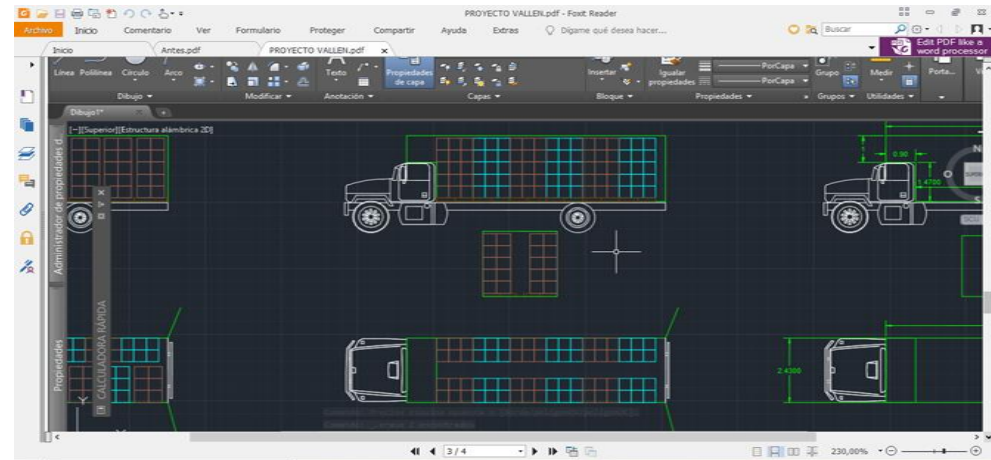 PROYECTO VALLEN.pdf - Foxit Reader
Archivo Inicio Comentario Ver Formulario Proteger Compartir Ayuda Extras Dígame qué desea hacer... Buscar
Inicio Antes.pdf PROYECTO VALLEN.pdf × Edit PDF like a
word processor
Línea Polilínea Círculo Arco Texto Propiedades de capa Insertar Igualar propiedades PorCapa PorCapa Grupo Medir
Dibujo Modificar Anotación Capas Bloque Propiedades Grupos Utilidades
Dibujo1*
[−][Superior][Estructura alámbrica 2D]
N
0.90
1.4700
S
SCU
Administrador de propiedades d...
CALCULADORA RÁPIDA
Propiedades
2.4300
Y
3 / 4 230,00%